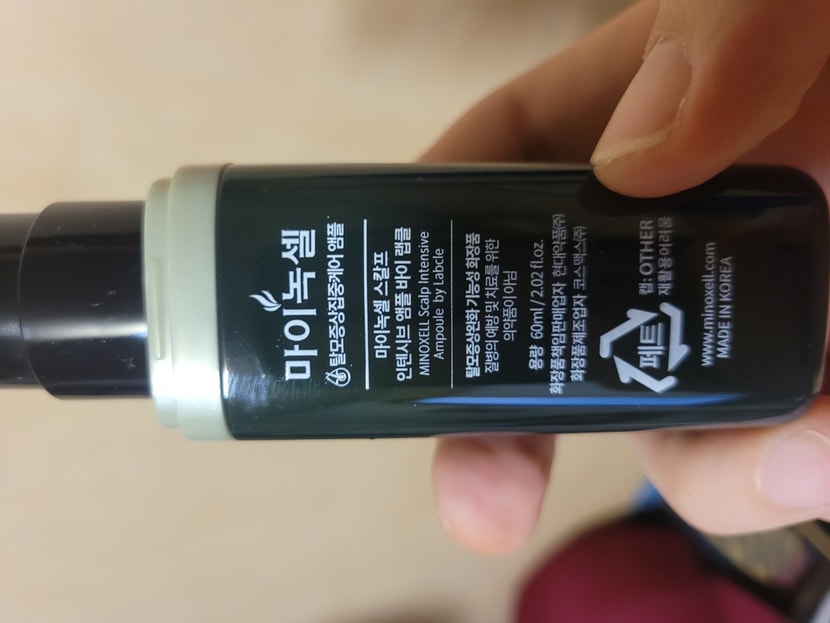 마이녹셀
탈모증상집중케어 앰플
마이녹셀 스칼프
인텐시브 앰플 바이 랩클
MINOXELL Scalp Intensive
Ampoule by Labcle
탈모증상완화 기능성 화장품
질병의 예방 및 치료를 위한
의약품이 아님
용량 60ml/2.02 fl.oz.
화장품책임판매업자 현대약품(주)
화장품제조업자 코스맥스(주)
페트
캡: OTHER
재활용어려움
www.minoxell.com
MADE IN KOREA